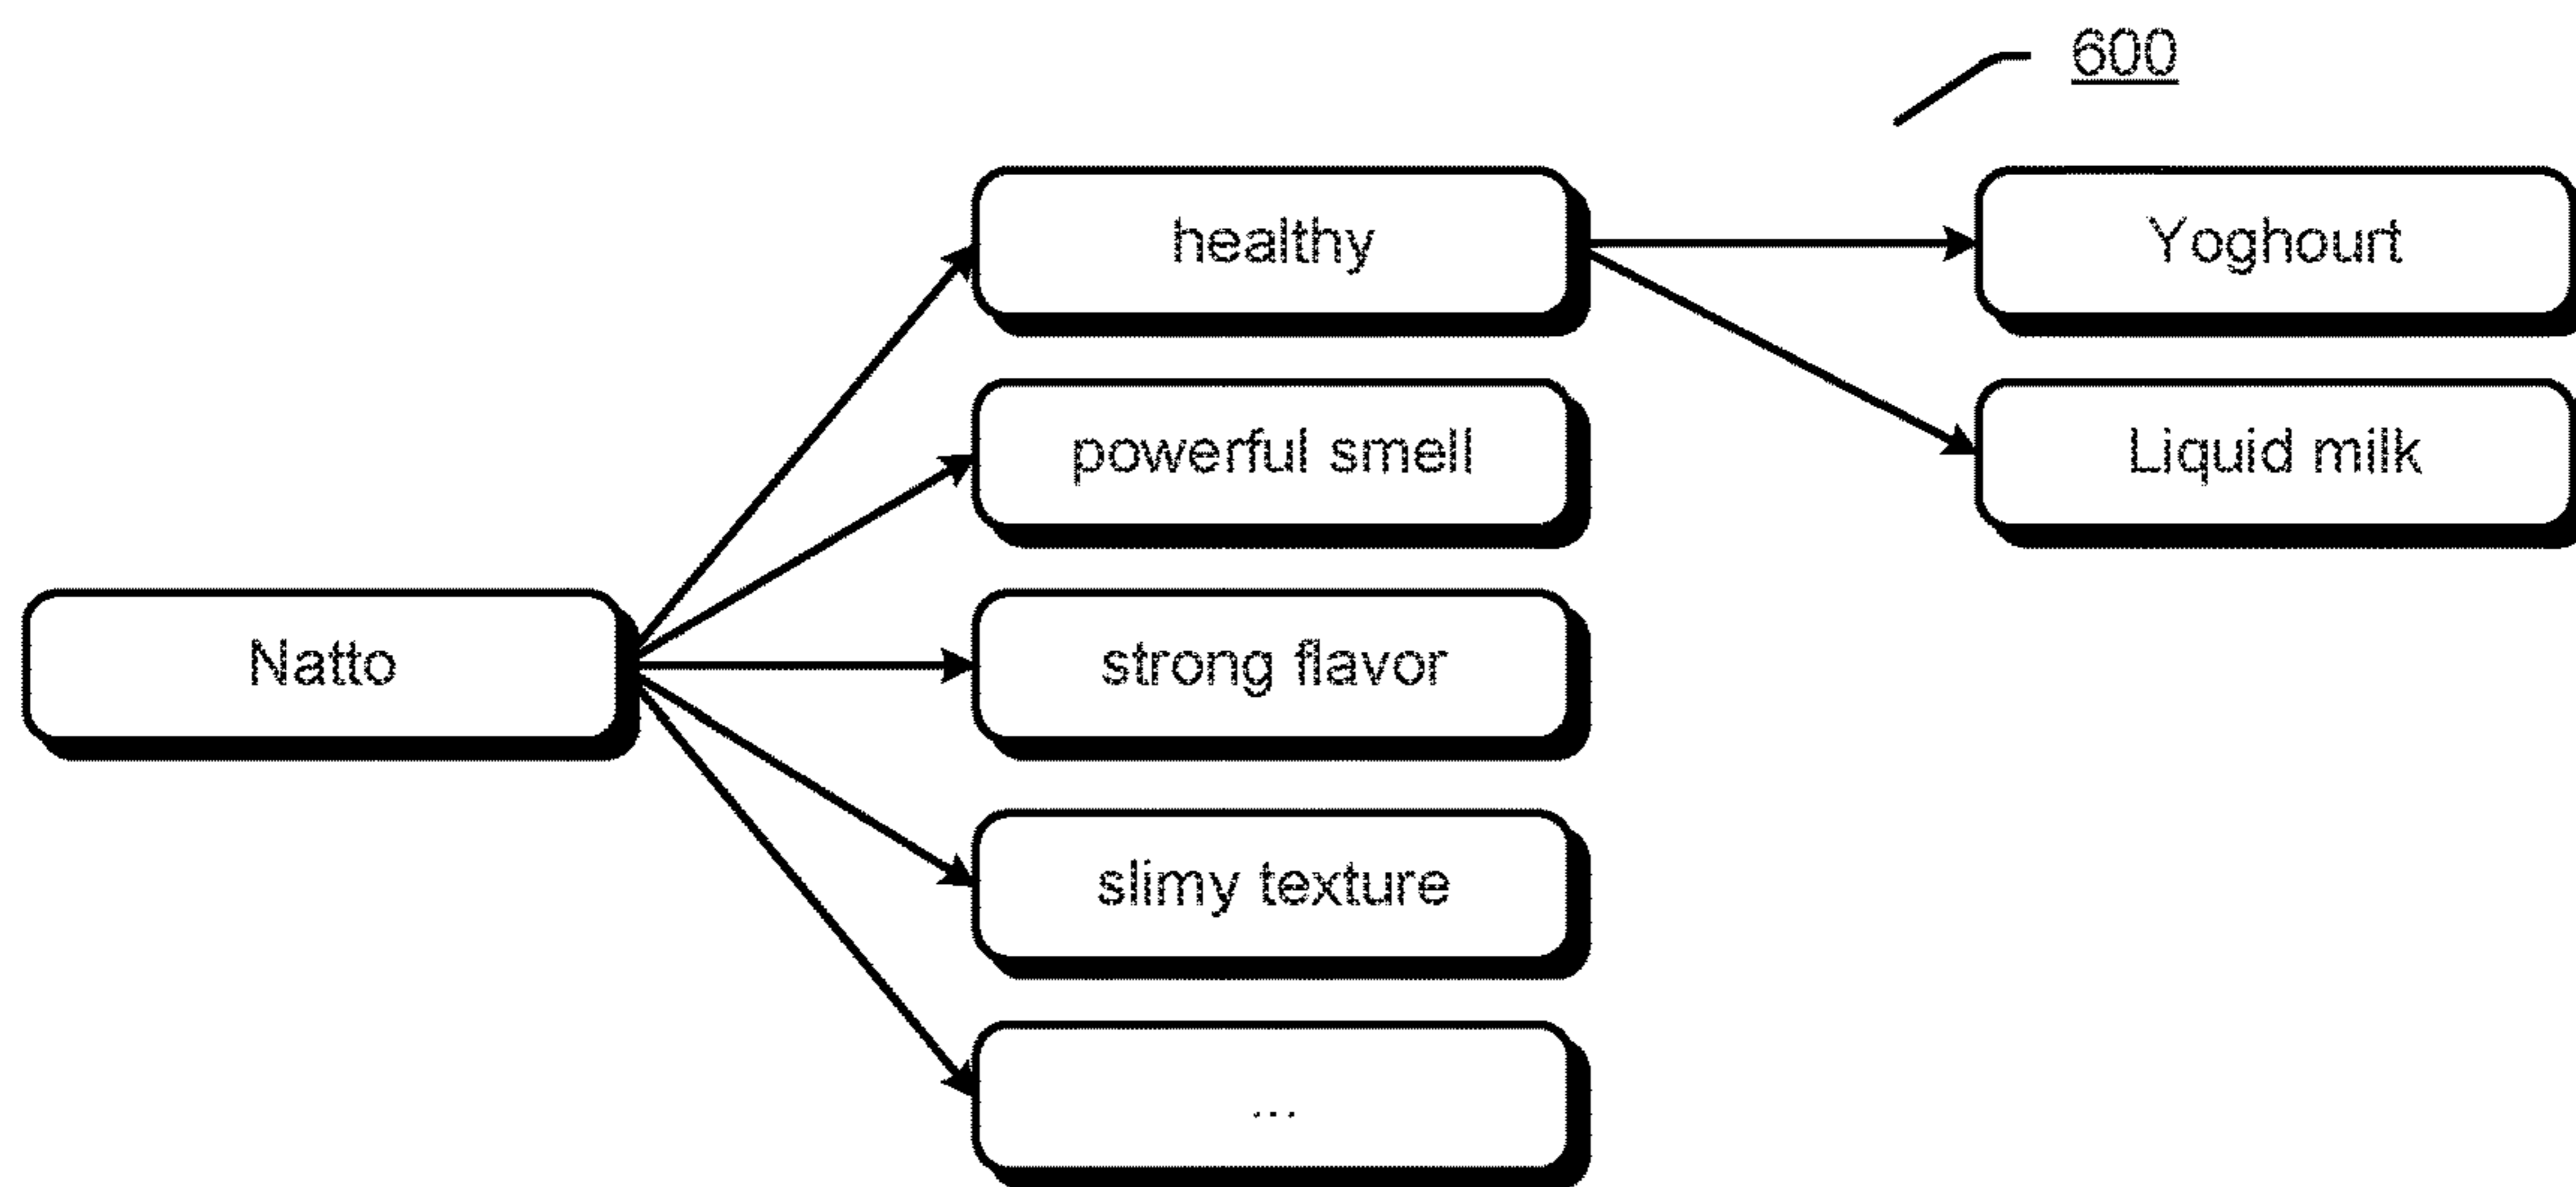 600
healthy
Yoghourt
powerful smell
Liquid milk
Natto
strong flavor
slimy texture
...